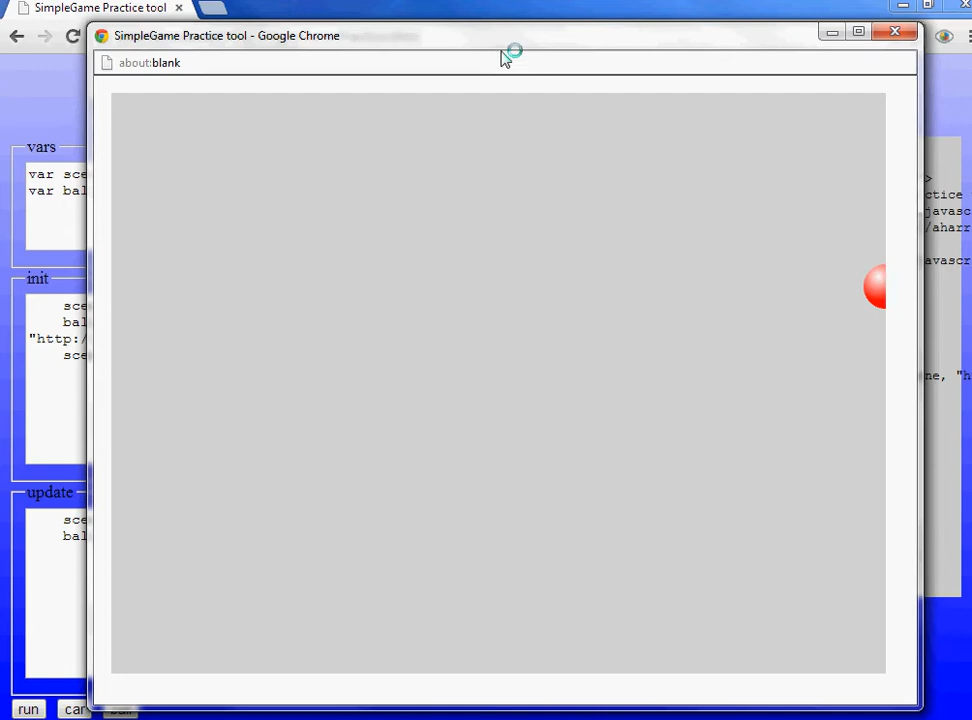 SimpleGame Practice tool
SimpleGame Practice tool - Google Chrome
about:blank
vars
var sce
var bal
init
sce
bal
"http:/
sce
update
sce
bal
run
car
>
ctice
javasc
/aharr
avascr
ne, "h